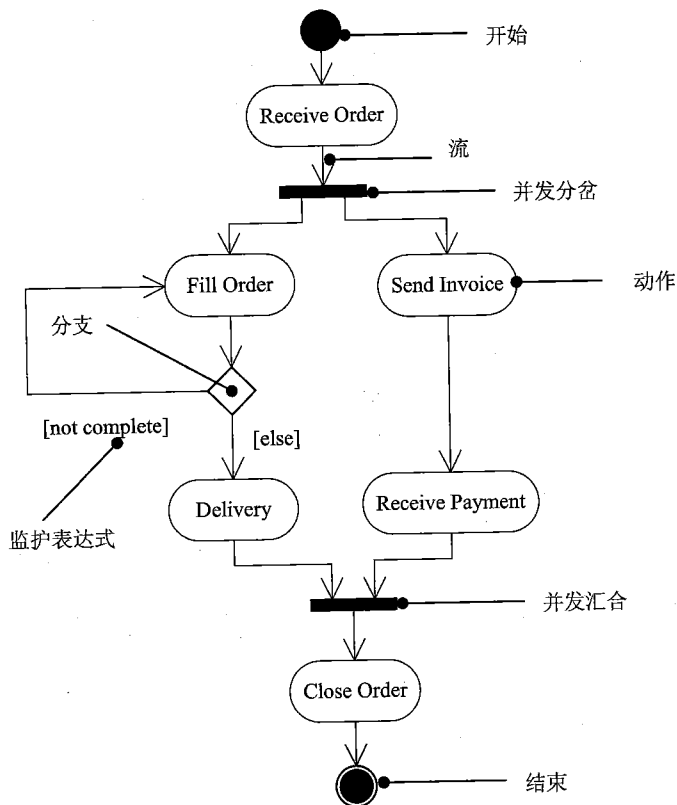 开始
Receive Order
流
并发分岔
Fill Order
Send Invoice
动作
分支
[not complete]
[else]
Delivery
Receive Payment
监护表达式
并发汇合
Close Order
结束